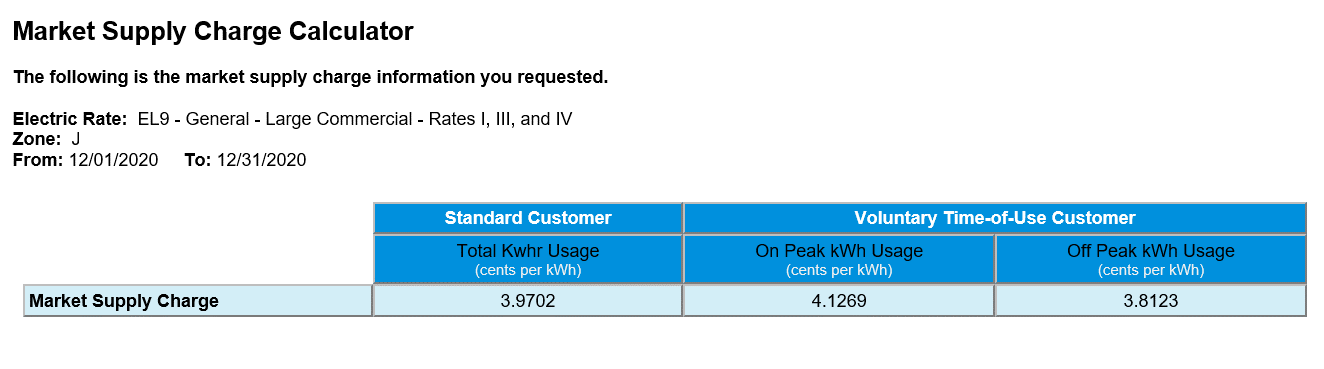 Market Supply Charge Calculator
The following is the market supply charge information you requested.
Electric Rate: EL9 - General - Large Commercial - Rates I, III, and IV
Zone: J
From: 12/01/2020 To: 12/31/2020
Standard Customer Voluntary Time-of-Use Customer
Total Kwhr Usage On Peak kWh Usage Off Peak kWh Usage
(cents per kWh) (cents per kWh) (cents per kWh)
Market Supply Charge 3.9702 4.1269 3.8123